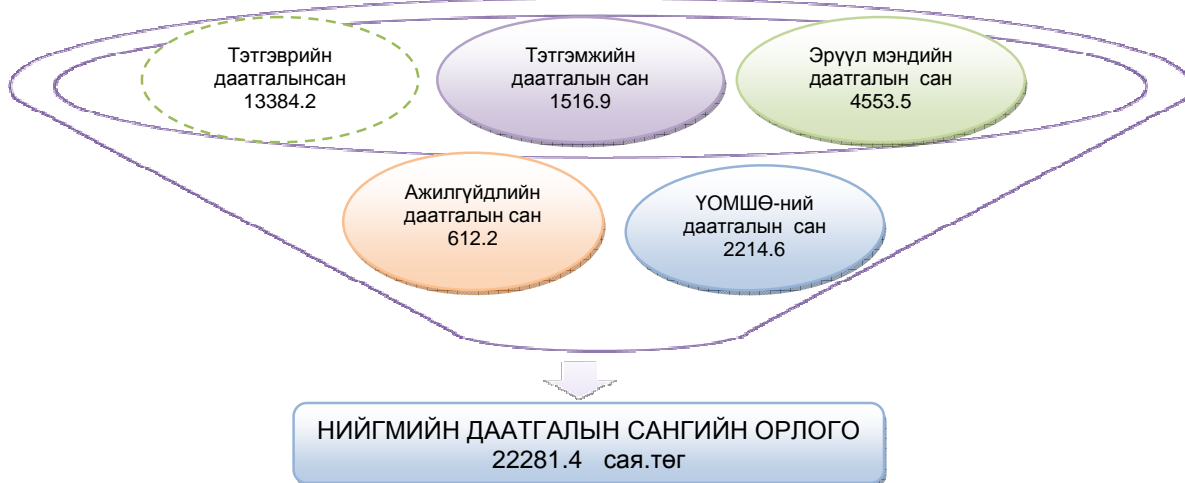 Тэтгэврийн
даатгалынсан
13384.2
Тэтгэмжийн
даатгалын сан
1516.9
Эрүүл мэндийн
даатгалын сан
4553.5
Ажилгүйдлийн
даатгалын сан
612.2
ҮОМШӨ-ний
даатгалын сан
2214.6
НИЙГМИЙН ДААТГАЛЫН САНГИЙН ОРЛОГО
22281.4 сая.төг